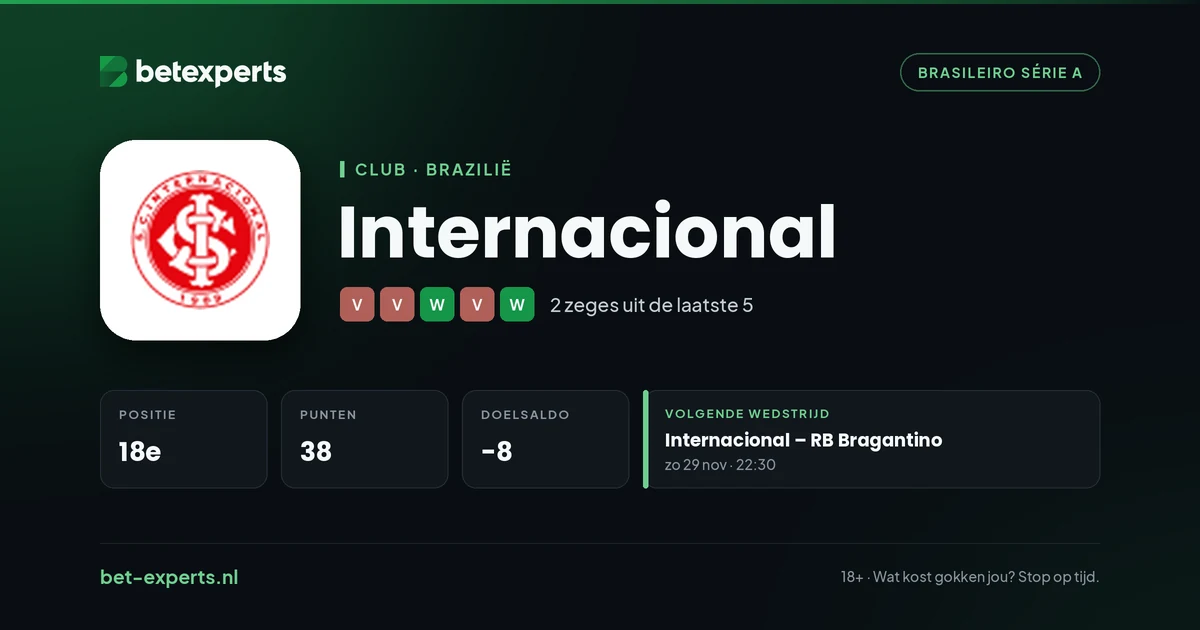 betexperts
BRASILEIRO SÉRIE A
S.C. INTERNACIONAL
1909
CLUB · BRAZILIË
Internacional
V V W V W 2 zeges uit de laatste 5
POSITIE
18e
PUNTEN
38
DOELSALDO
-8
VOLGENDE WEDSTRIJD
Internacional – RB Bragantino
zo 29 nov · 22:30
bet-experts.nl
18+ · Wat kost gokken jou? Stop op tijd.